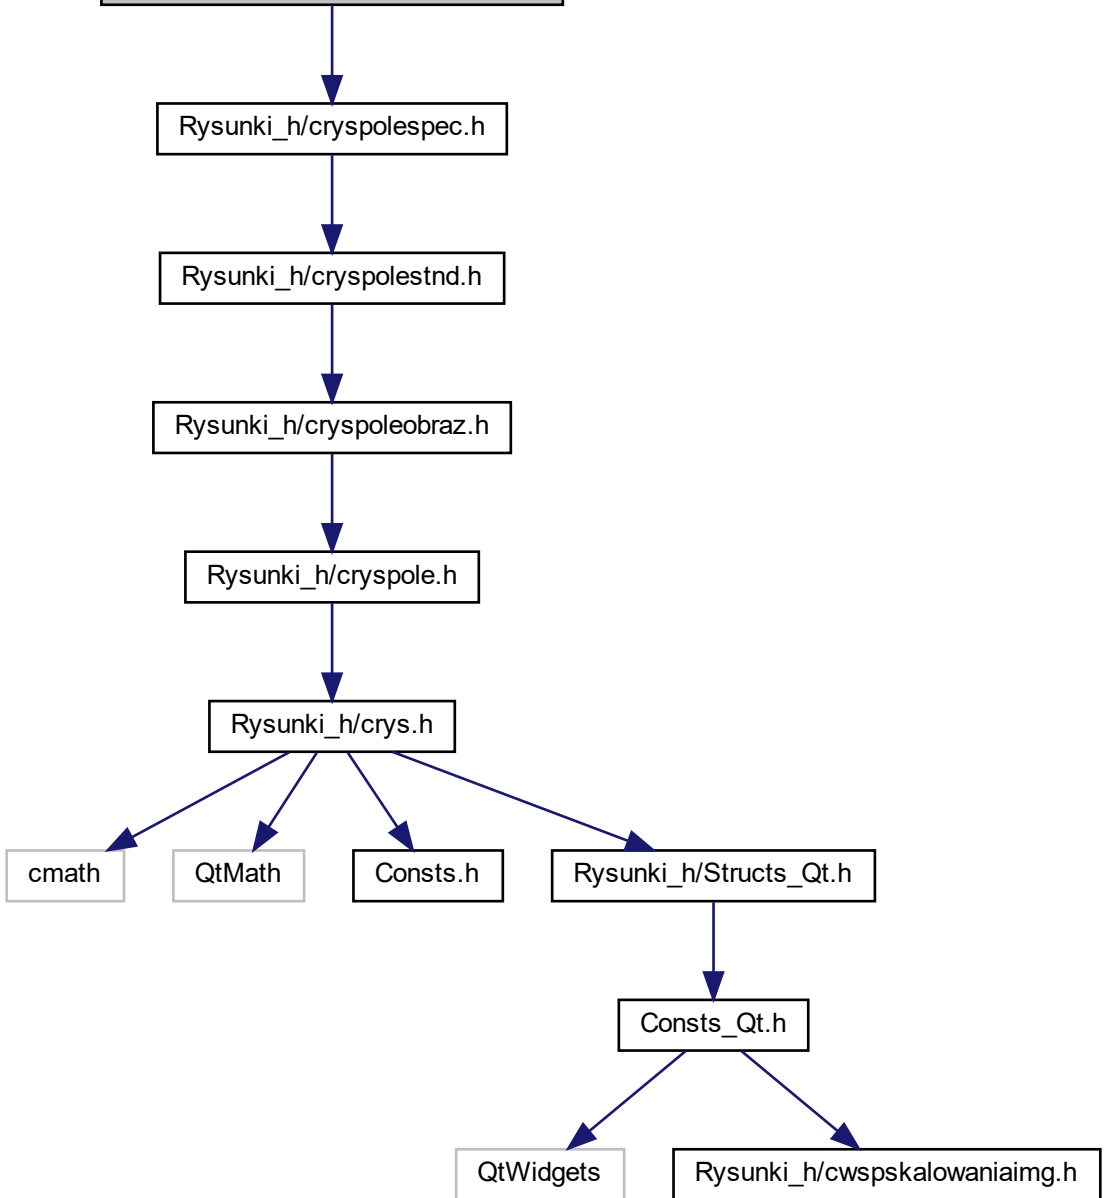 Rysunki_h/cryspolespec.h
Rysunki_h/cryspolestnd.h
Rysunki_h/cryspoleobraz.h
Rysunki_h/cryspole.h
Rysunki_h/crys.h
cmath
QtMath
Consts.h
Rysunki_h/Structs_Qt.h
Consts_Qt.h
QtWidgets
Rysunki_h/cwspskalowaniaimg.h